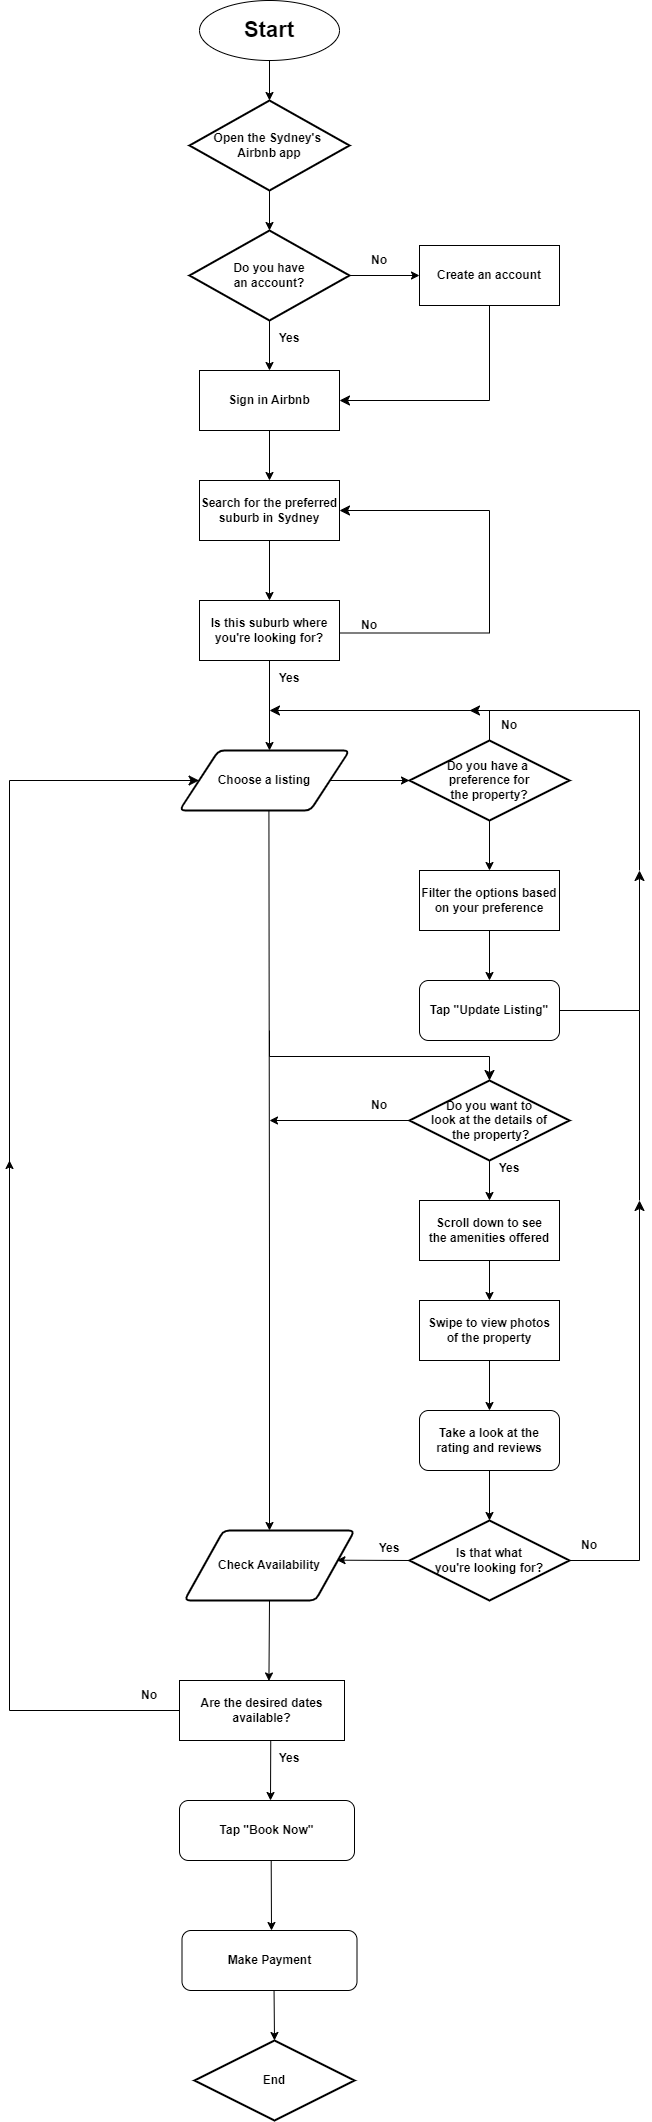 Start
Open the Sydney's
Airbnb app
Do you have
an account?
No
Create an account
Yes
Sign in Airbnb
Search for the preferred
suburb in Sydney
Is this suburb where
you're looking for?
No
Yes
No
Choose a listing
Do you have a
preference for
the property?
Filter the options based
on your preference
Tap "Update Listing"
No
Do you want to
look at the details of
the property?
Yes
Scroll down to see
the amenities offered
Swipe to view photos
of the property
Take a look at the
rating and reviews
Check Availability
Yes
Is that what
you're looking for?
No
No
Are the desired dates
available?
Yes
Tap "Book Now"
Make Payment
End